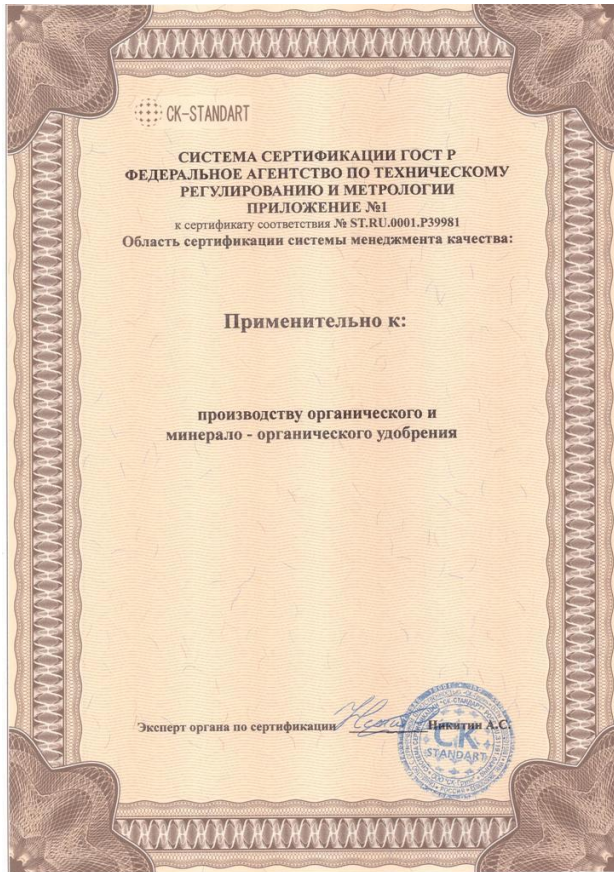 CK-STANDART
СИСТЕМА СЕРТИФИКАЦИИ ГОСТ Р
ФЕДЕРАЛЬНОЕ АГЕНТСТВО ПО ТЕХНИЧЕСКОМУ
РЕГУЛИРОВАНИЮ И МЕТРОЛОГИИ
ПРИЛОЖЕНИЕ №1
к сертификату соответствия № ST.RU.0001.P39981
Область сертификации системы менеджмента качества:
Применительно к:
производству органического и
минерало - органического удобрения
Эксперт органа по сертификации Никитин А.С.
CK
STANDART